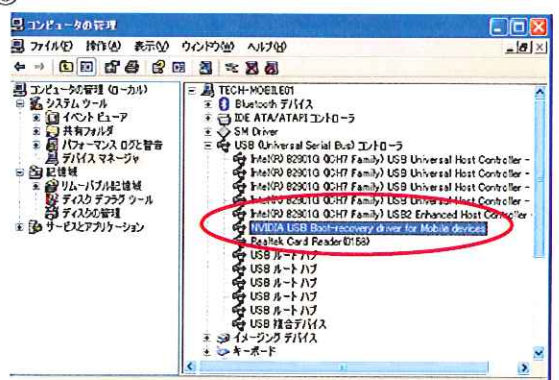 コンピュータの管理
ファイル(F) 操作(A) 表示(V) ウィンドウ(W) ヘルプ(H)
コンピュータの管理 (ローカル)
システム ツール
イベント ビューア
共有フォルダ
パフォーマンス ログと警告
デバイス マネージャ
記憶域
リムーバブル記憶域
ディスク デフラグ ツール
ディスクの管理
サービスとアプリケーション
TECH-MOBILE01
Bluetooth デバイス
IDE ATA/ATAPI コントローラ
SM Driver
USB (Universal Serial Bus) コントローラ
Intel(R) 82801G (ICH7 Family) USB Universal Host Controller -
Intel(R) 82801G (ICH7 Family) USB Universal Host Controller -
Intel(R) 82801G (ICH7 Family) USB Universal Host Controller -
Intel(R) 82801G (ICH7 Family) USB Universal Host Controller -
Intel(R) 82801G (ICH7 Family) USB2 Enhanced Host Controller -
NVIDIA USB Boot-recovery driver for Mobile devices
Realtek Card Reader(0158)
USB ルート ハブ
USB ルート ハブ
USB ルート ハブ
USB ルート ハブ
USB ルート ハブ
USB 複合デバイス
イメージング デバイス
キーボード